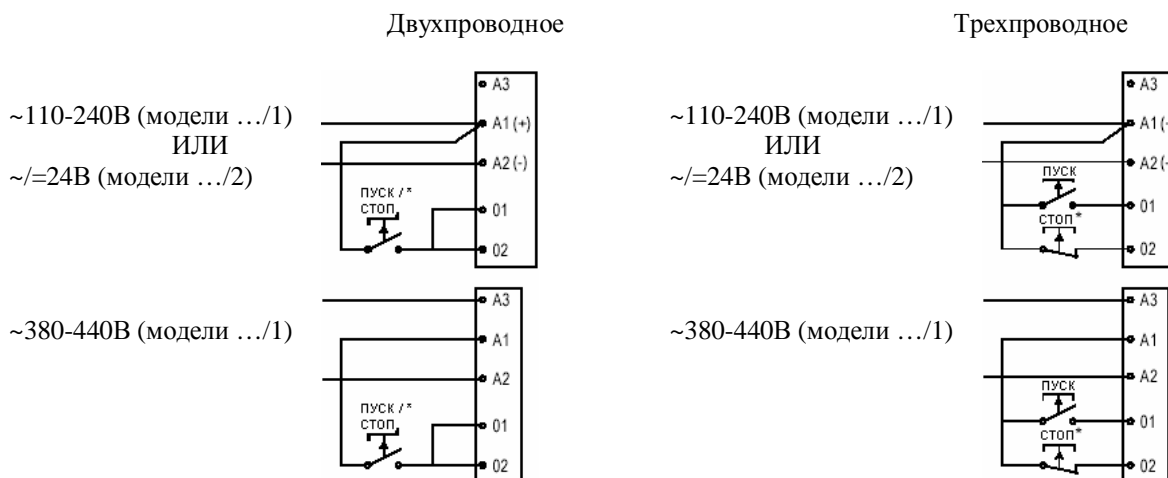 Двухпроводное
Трехпроводное
~110-240В (модели …/1)
ИЛИ
~/=24В (модели …/2)
A3
A1 (+)
A2 (-)
ПУСК / *
СТОП
01
02
~110-240В (модели …/1)
ИЛИ
~/=24В (модели …/2)
A3
A1 (-
A2 (-
ПУСК
01
СТОП *
02
~380-440В (модели …/1)
A3
A1
A2
ПУСК / *
СТОП
01
02
~380-440В (модели …/1)
A3
A1
A2
ПУСК
01
СТОП *
02